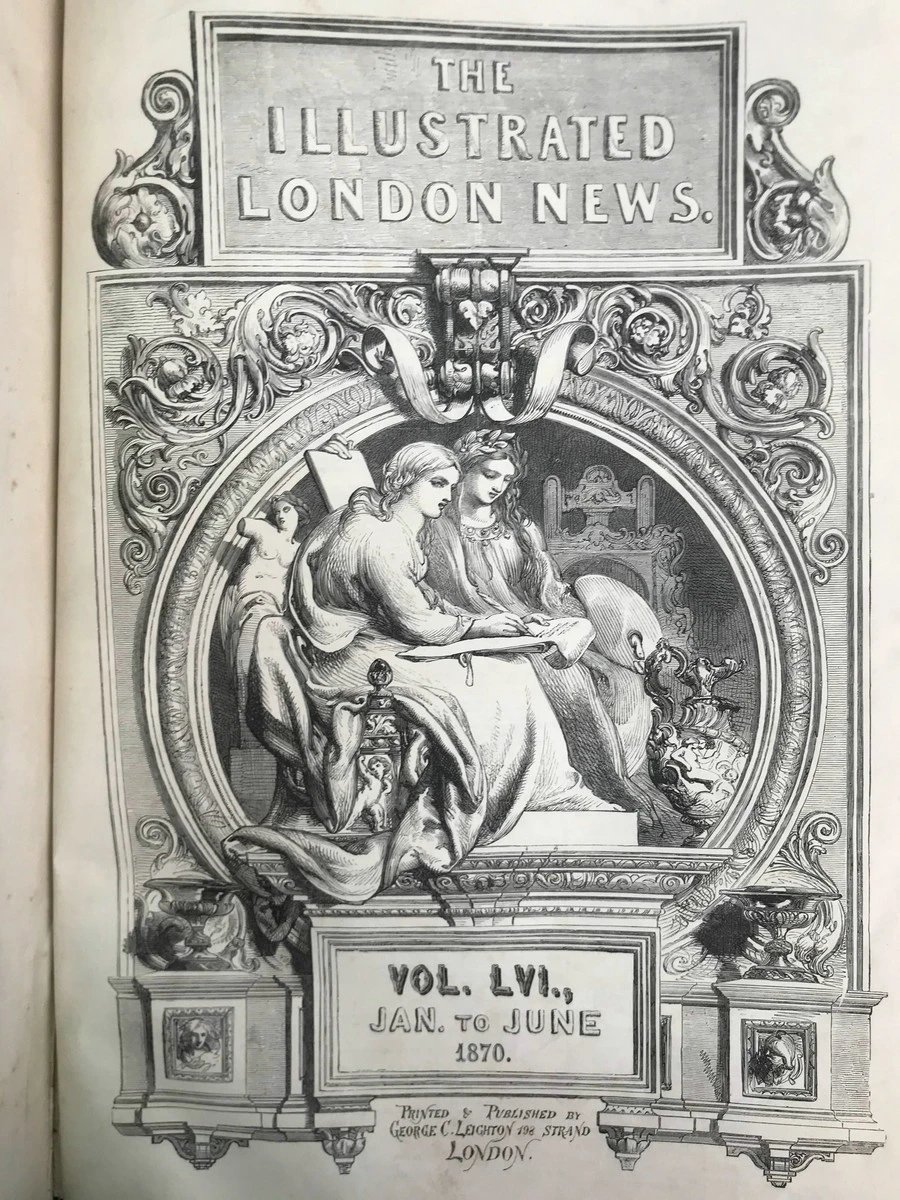 THE
ILLUSTRATED
LONDON NEWS.
VOL. LVI.,
JAN. TO JUNE
1870.
PRINTED & PUBLISHED BY
GEORGE C. LEIGHTON 198 STRAND
LONDON.